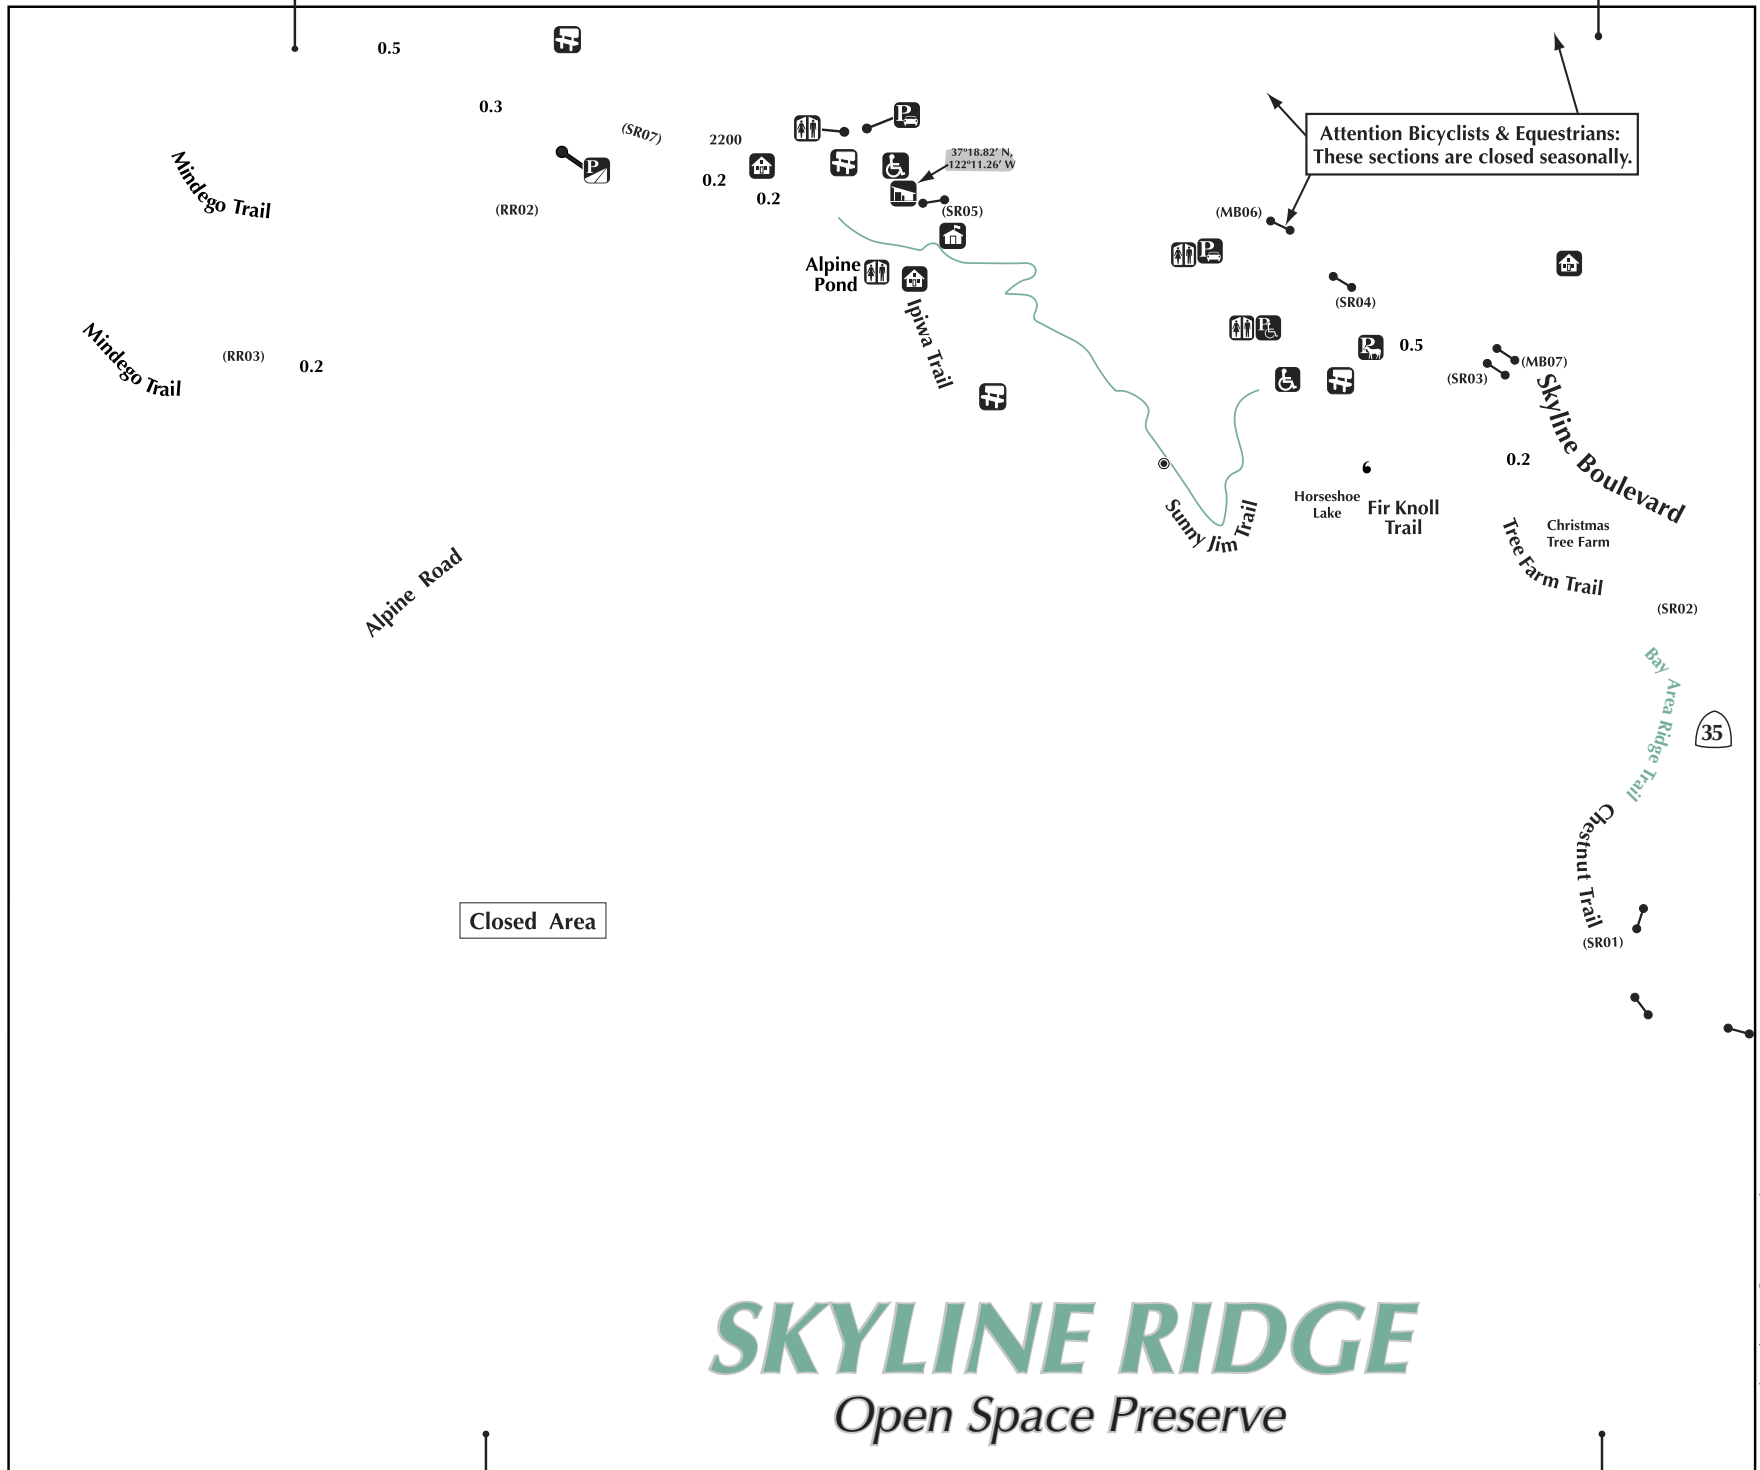 0.5
0.3
(SR07)
2200
P
P
Attention Bicyclists & Equestrians:
These sections are closed seasonally.
37°18.82' N,
122°11.26' W
Mindego Trail
0.2
0.2
(RR02)
(SR05)
(MB06)
P
Alpine
Pond
(SR04)
Ipiwa Trail
P
P
0.5
Mindego Trail
(RR03)
0.2
(MB07)
(SR03)
Skyline Boulevard
0.2
Sunny Jim Trail
Horseshoe
Lake
Fir Knoll
Trail
Christmas
Tree Farm
Tree Farm Trail
Alpine Road
(SR02)
Bay Area Ridge Trail
35
Chestnut Trail
Closed Area
(SR01)
SKYLINE RIDGE
Open Space Preserve